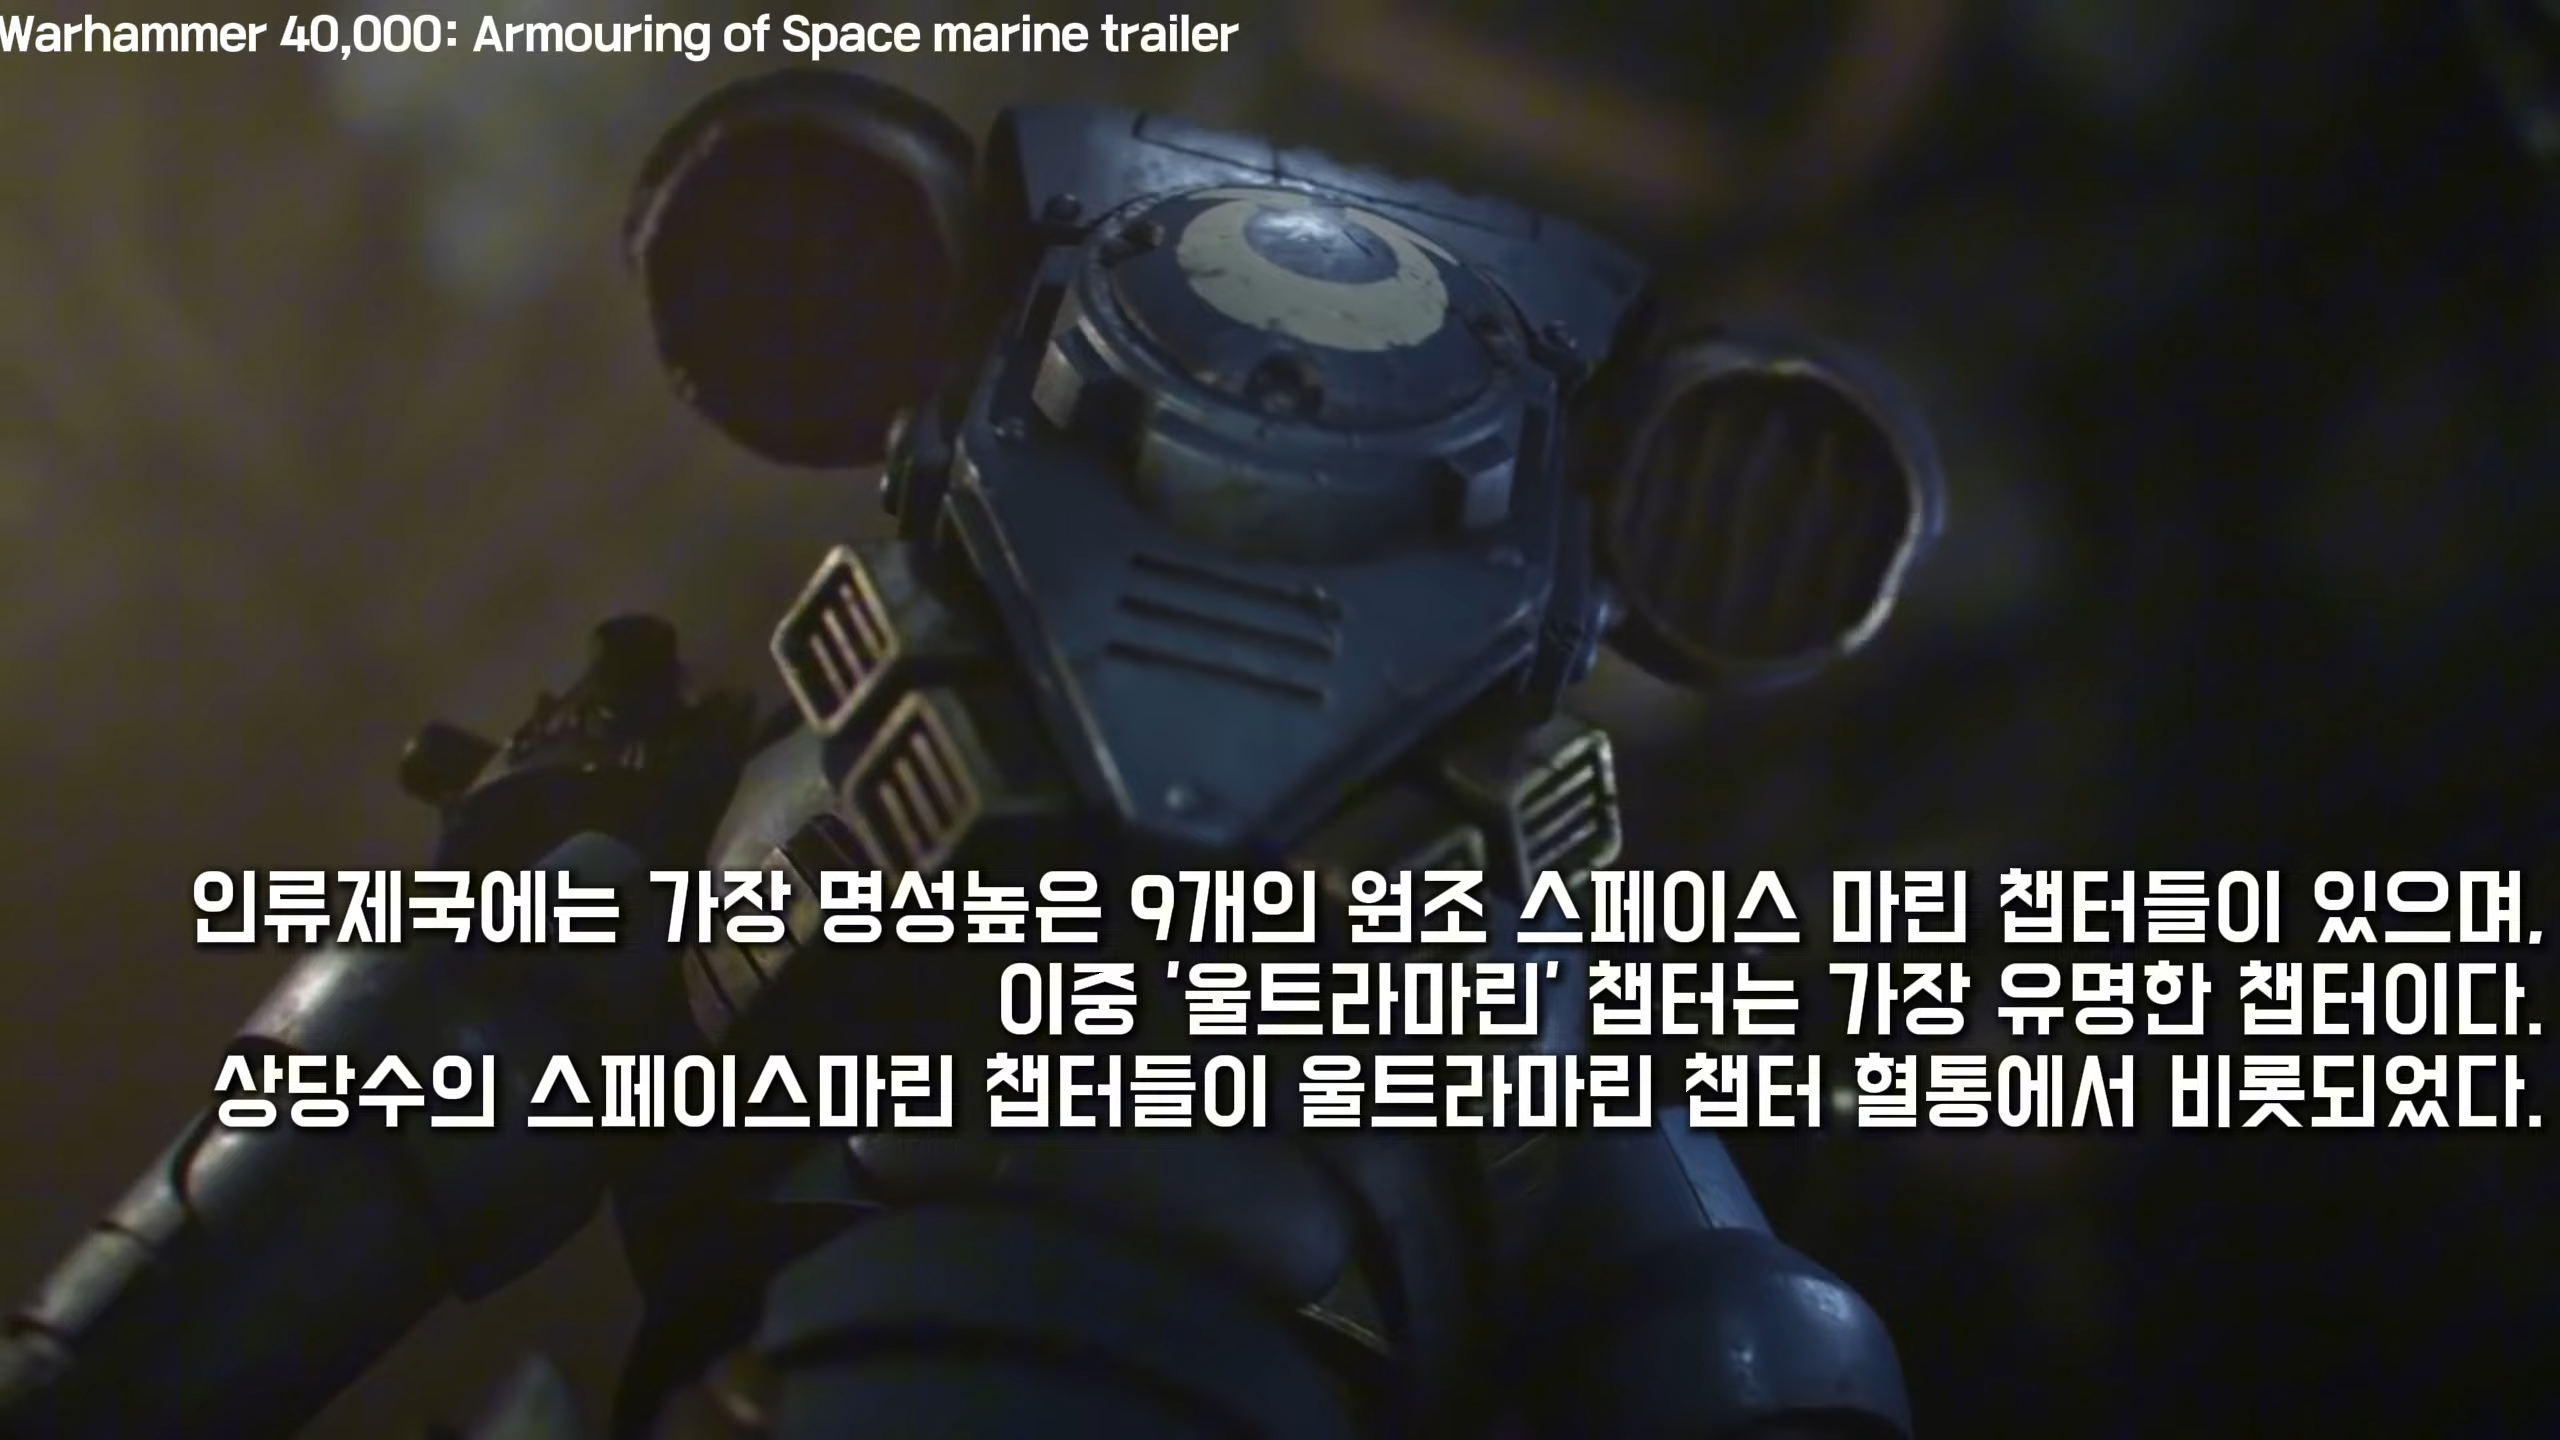 Warhammer 40,000: Armouring of Space marine trailer
인류제국에는 가장 명성높은 9개의 원조 스페이스 마린 챕터들이 있으며,
이중 '울트라마린' 챕터는 가장 유명한 챕터이다.
상당수의 스페이스마린 챕터들이 울트라마린 챕터 혈통에서 비롯되었다.